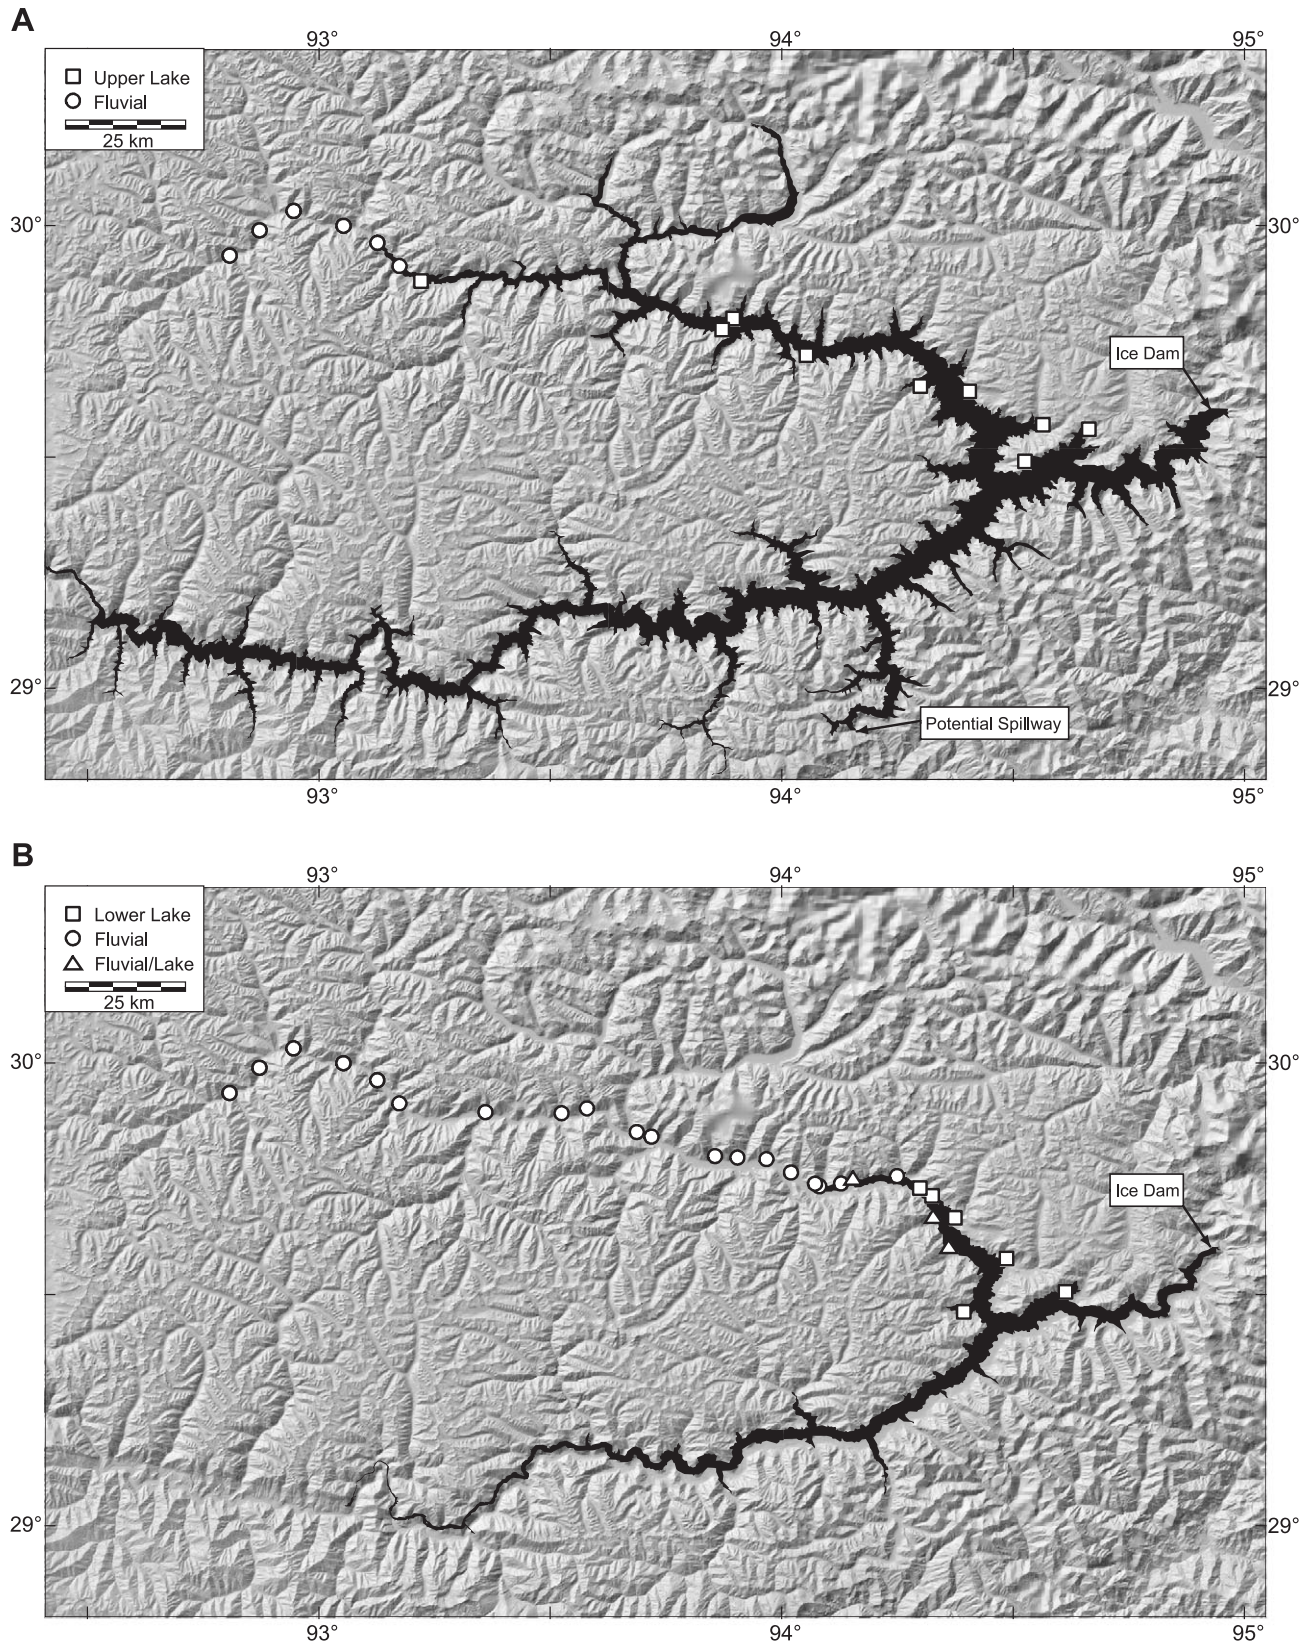 A
93° 94° 95°
Upper Lake
Fluvial
25 km
30° 30°
Ice Dam
29° 29°
Potential Spillway
93° 94° 95°
B
93° 94° 95°
Lower Lake
Fluvial
Fluvial/Lake
25 km
30° 30°
Ice Dam
29° 29°
93° 94° 95°